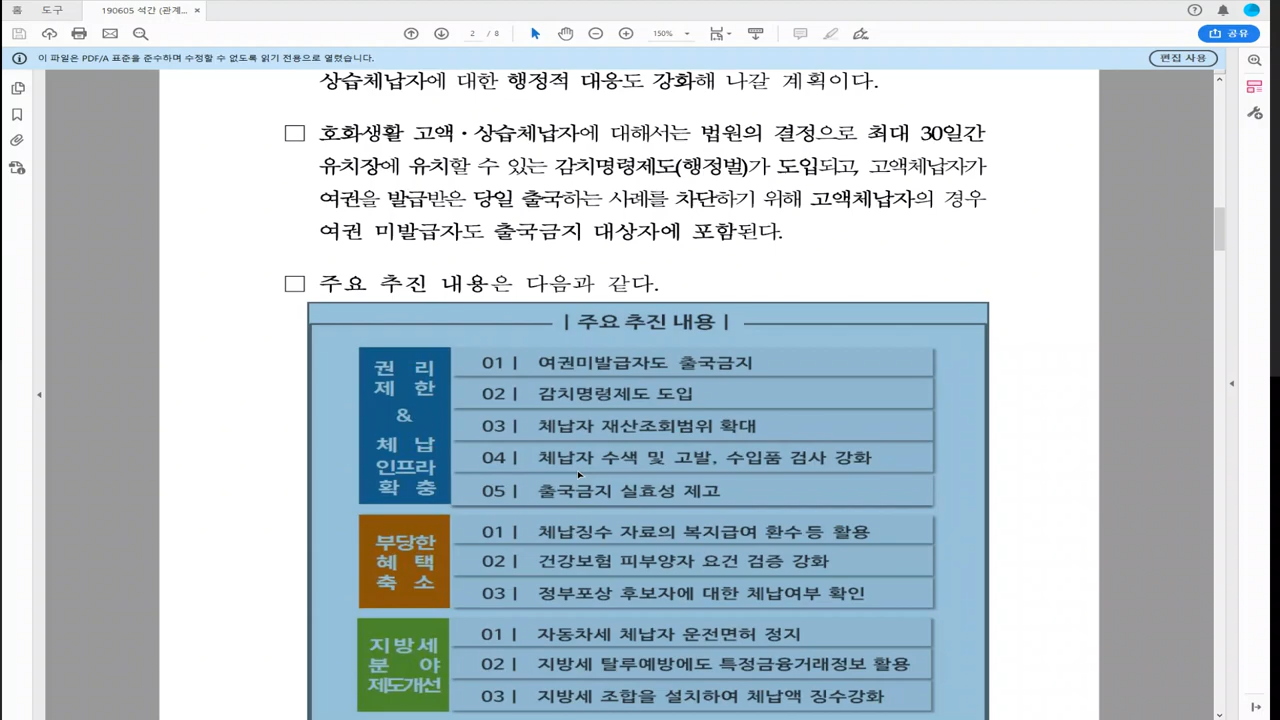 홈 도구 190605 석간 (관계... ×
2 / 8 150% 공유
이 파일은 PDF/A 표준을 준수하며 수정할 수 없도록 읽기 전용으로 열렸습니다. 편집 사용
상습체납자에 대한 행정적 대응도 강화해 나갈 계획이다.
□ 호화생활 고액·상습체납자에 대해서는 법원의 결정으로 최대 30일간
유치장에 유치할 수 있는 감치명령제도(행정벌)가 도입되고, 고액체납자가
여권을 발급받은 당일 출국하는 사례를 차단하기 위해 고액체납자의 경우
여권 미발급자도 출국금지 대상자에 포함된다.
□ 주요 추진 내용은 다음과 같다.
| 주요 추진 내용 |
권 리
제 한
&
체 납
인프라
확 충
01 | 여권미발급자도 출국금지
02 | 감치명령제도 도입
03 | 체납자 재산조회범위 확대
04 | 체납자 수색 및 고발, 수입품 검사 강화
05 | 출국금지 실효성 제고
부당한
혜 택
축 소
01 | 체납징수 자료의 복지급여 환수등 활용
02 | 건강보험 피부양자 요건 검증 강화
03 | 정부포상 후보자에 대한 체납여부 확인
지방세
분 야
제도개선
01 | 자동차세 체납자 운전면허 정지
02 | 지방세 탈루예방에도 특정금융거래정보 활용
03 | 지방세 조합을 설치하여 체납액 징수강화